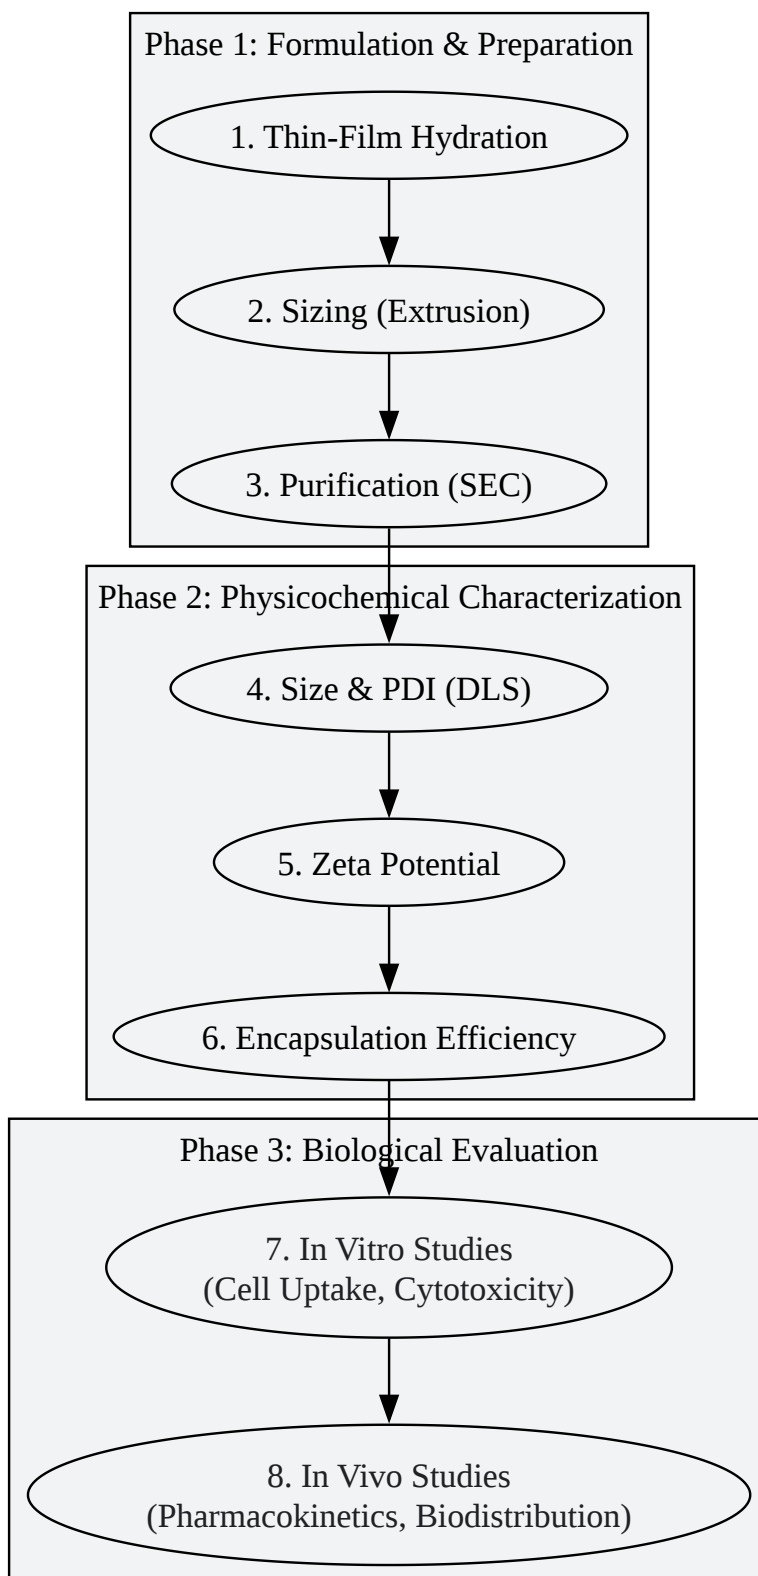 Phase 1: Formulation & Preparation
1. Thin-Film Hydration
2. Sizing (Extrusion)
3. Purification (SEC)
Phase 2: Physicochemical Characterization
4. Size & PDI (DLS)
5. Zeta Potential
6. Encapsulation Efficiency
Phase 3: Biological Evaluation
7. In Vitro Studies
(Cell Uptake, Cytotoxicity)
8. In Vivo Studies
(Pharmacokinetics, Biodistribution)